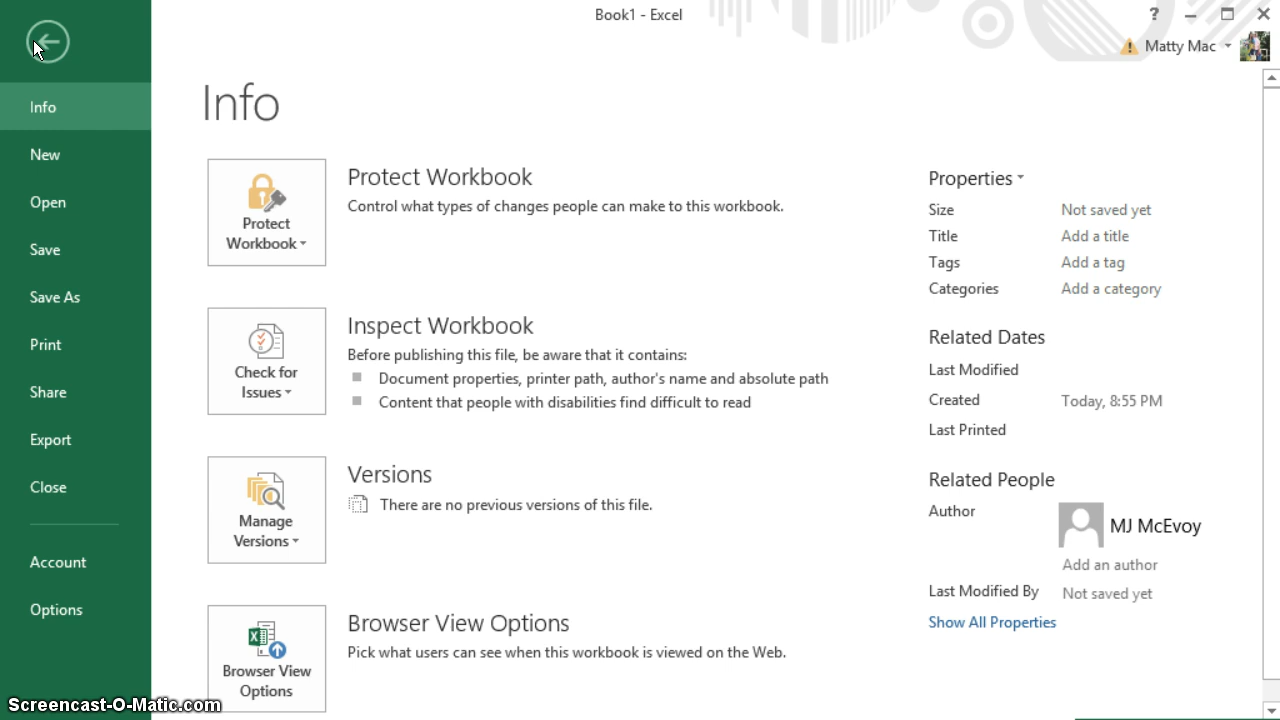 Book1 - Excel
?
Matty Mac
Info
New
Open
Save
Save As
Print
Share
Export
Close
Account
Options
Info
Protect
Workbook
Protect Workbook
Control what types of changes people can make to this workbook.
Check for
Issues
Inspect Workbook
Before publishing this file, be aware that it contains:
Document properties, printer path, author's name and absolute path
Content that people with disabilities find difficult to read
Manage
Versions
Versions
There are no previous versions of this file.
Browser View
Options
Browser View Options
Pick what users can see when this workbook is viewed on the Web.
Properties
Size Not saved yet
Title Add a title
Tags Add a tag
Categories Add a category
Related Dates
Last Modified
Created Today, 8:55 PM
Last Printed
Related People
Author MJ McEvoy
Add an author
Last Modified By Not saved yet
Show All Properties
Screencast-O-Matic.com